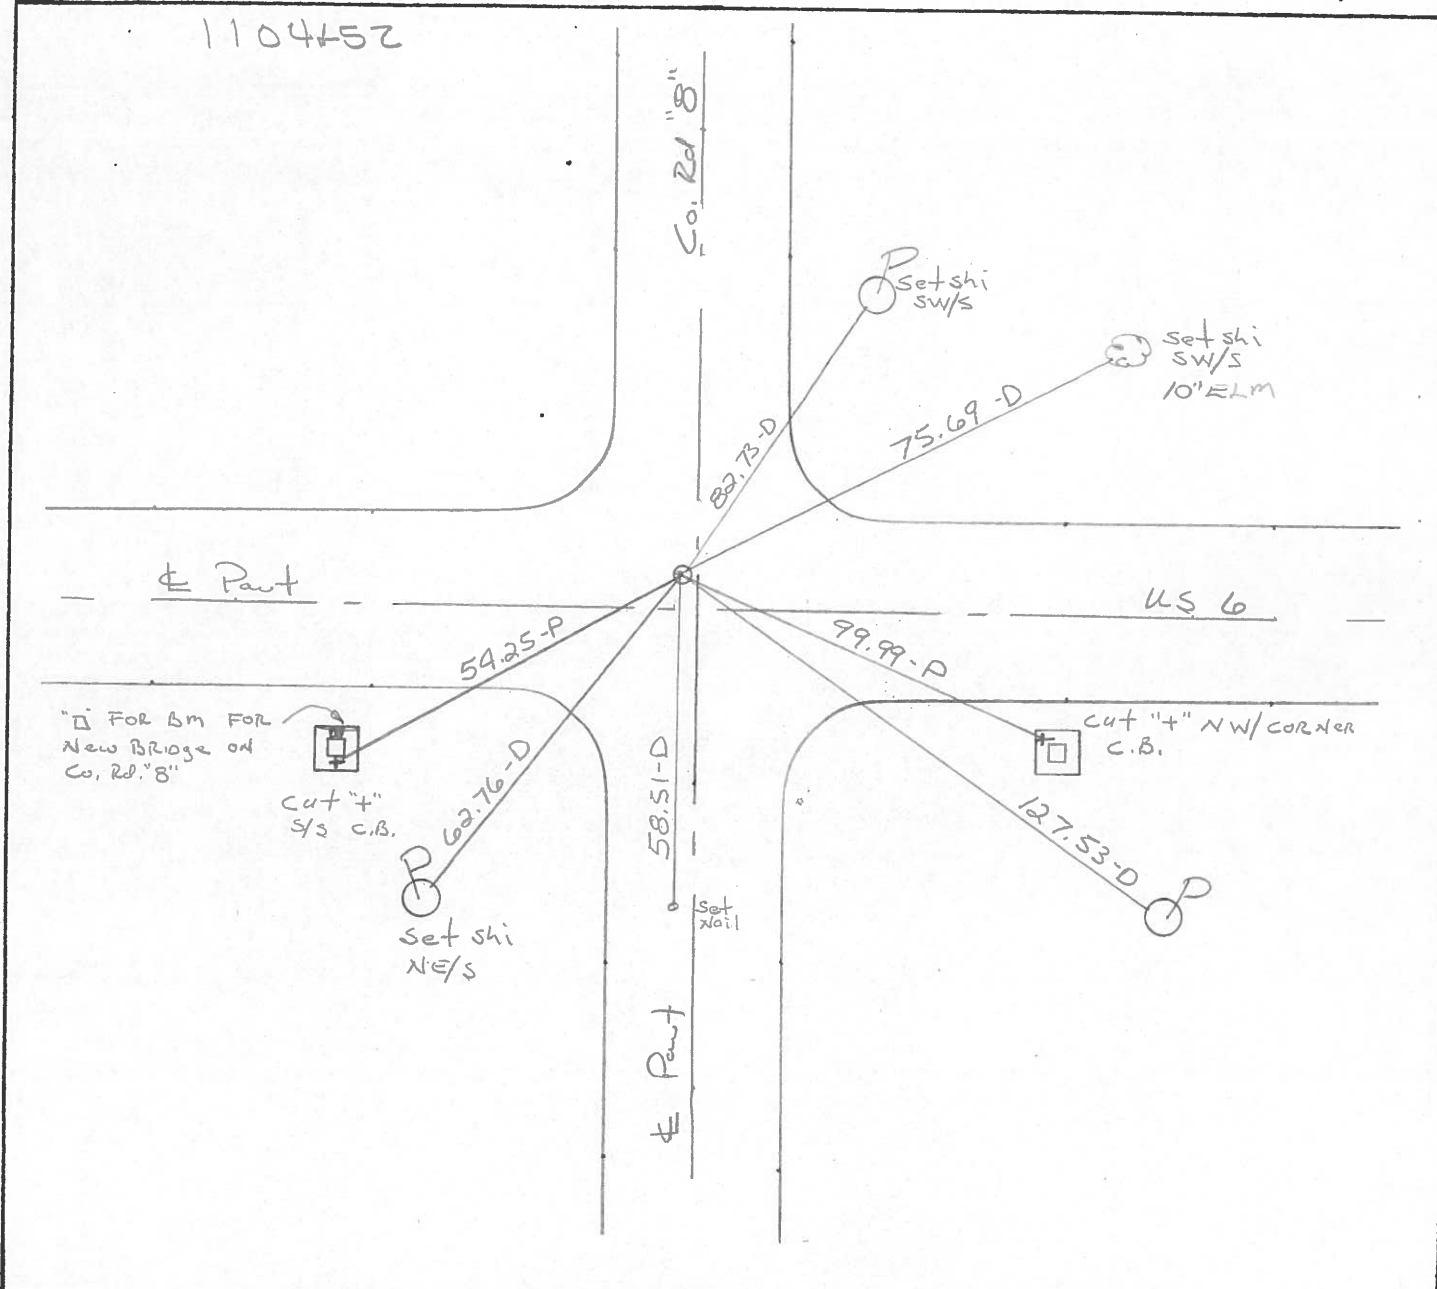 1104+52
Co. Rd "8"
P
Set shi
SW/S
Set shi
SW/S
10" ELM
82.73-D
75.69-D
℄ Pavt
US 6
54.25-P
99.99-P
"□" FOR BM FOR
New BRIDGE ON
Co. Rd. "8"
cut "+"
S/S C.B.
62.76-D
58.51-D
cut "+" NW/CORNER
C.B.
127.53-D
P
Set shi
NE/S
Set
Nail
P
℄ Pavt